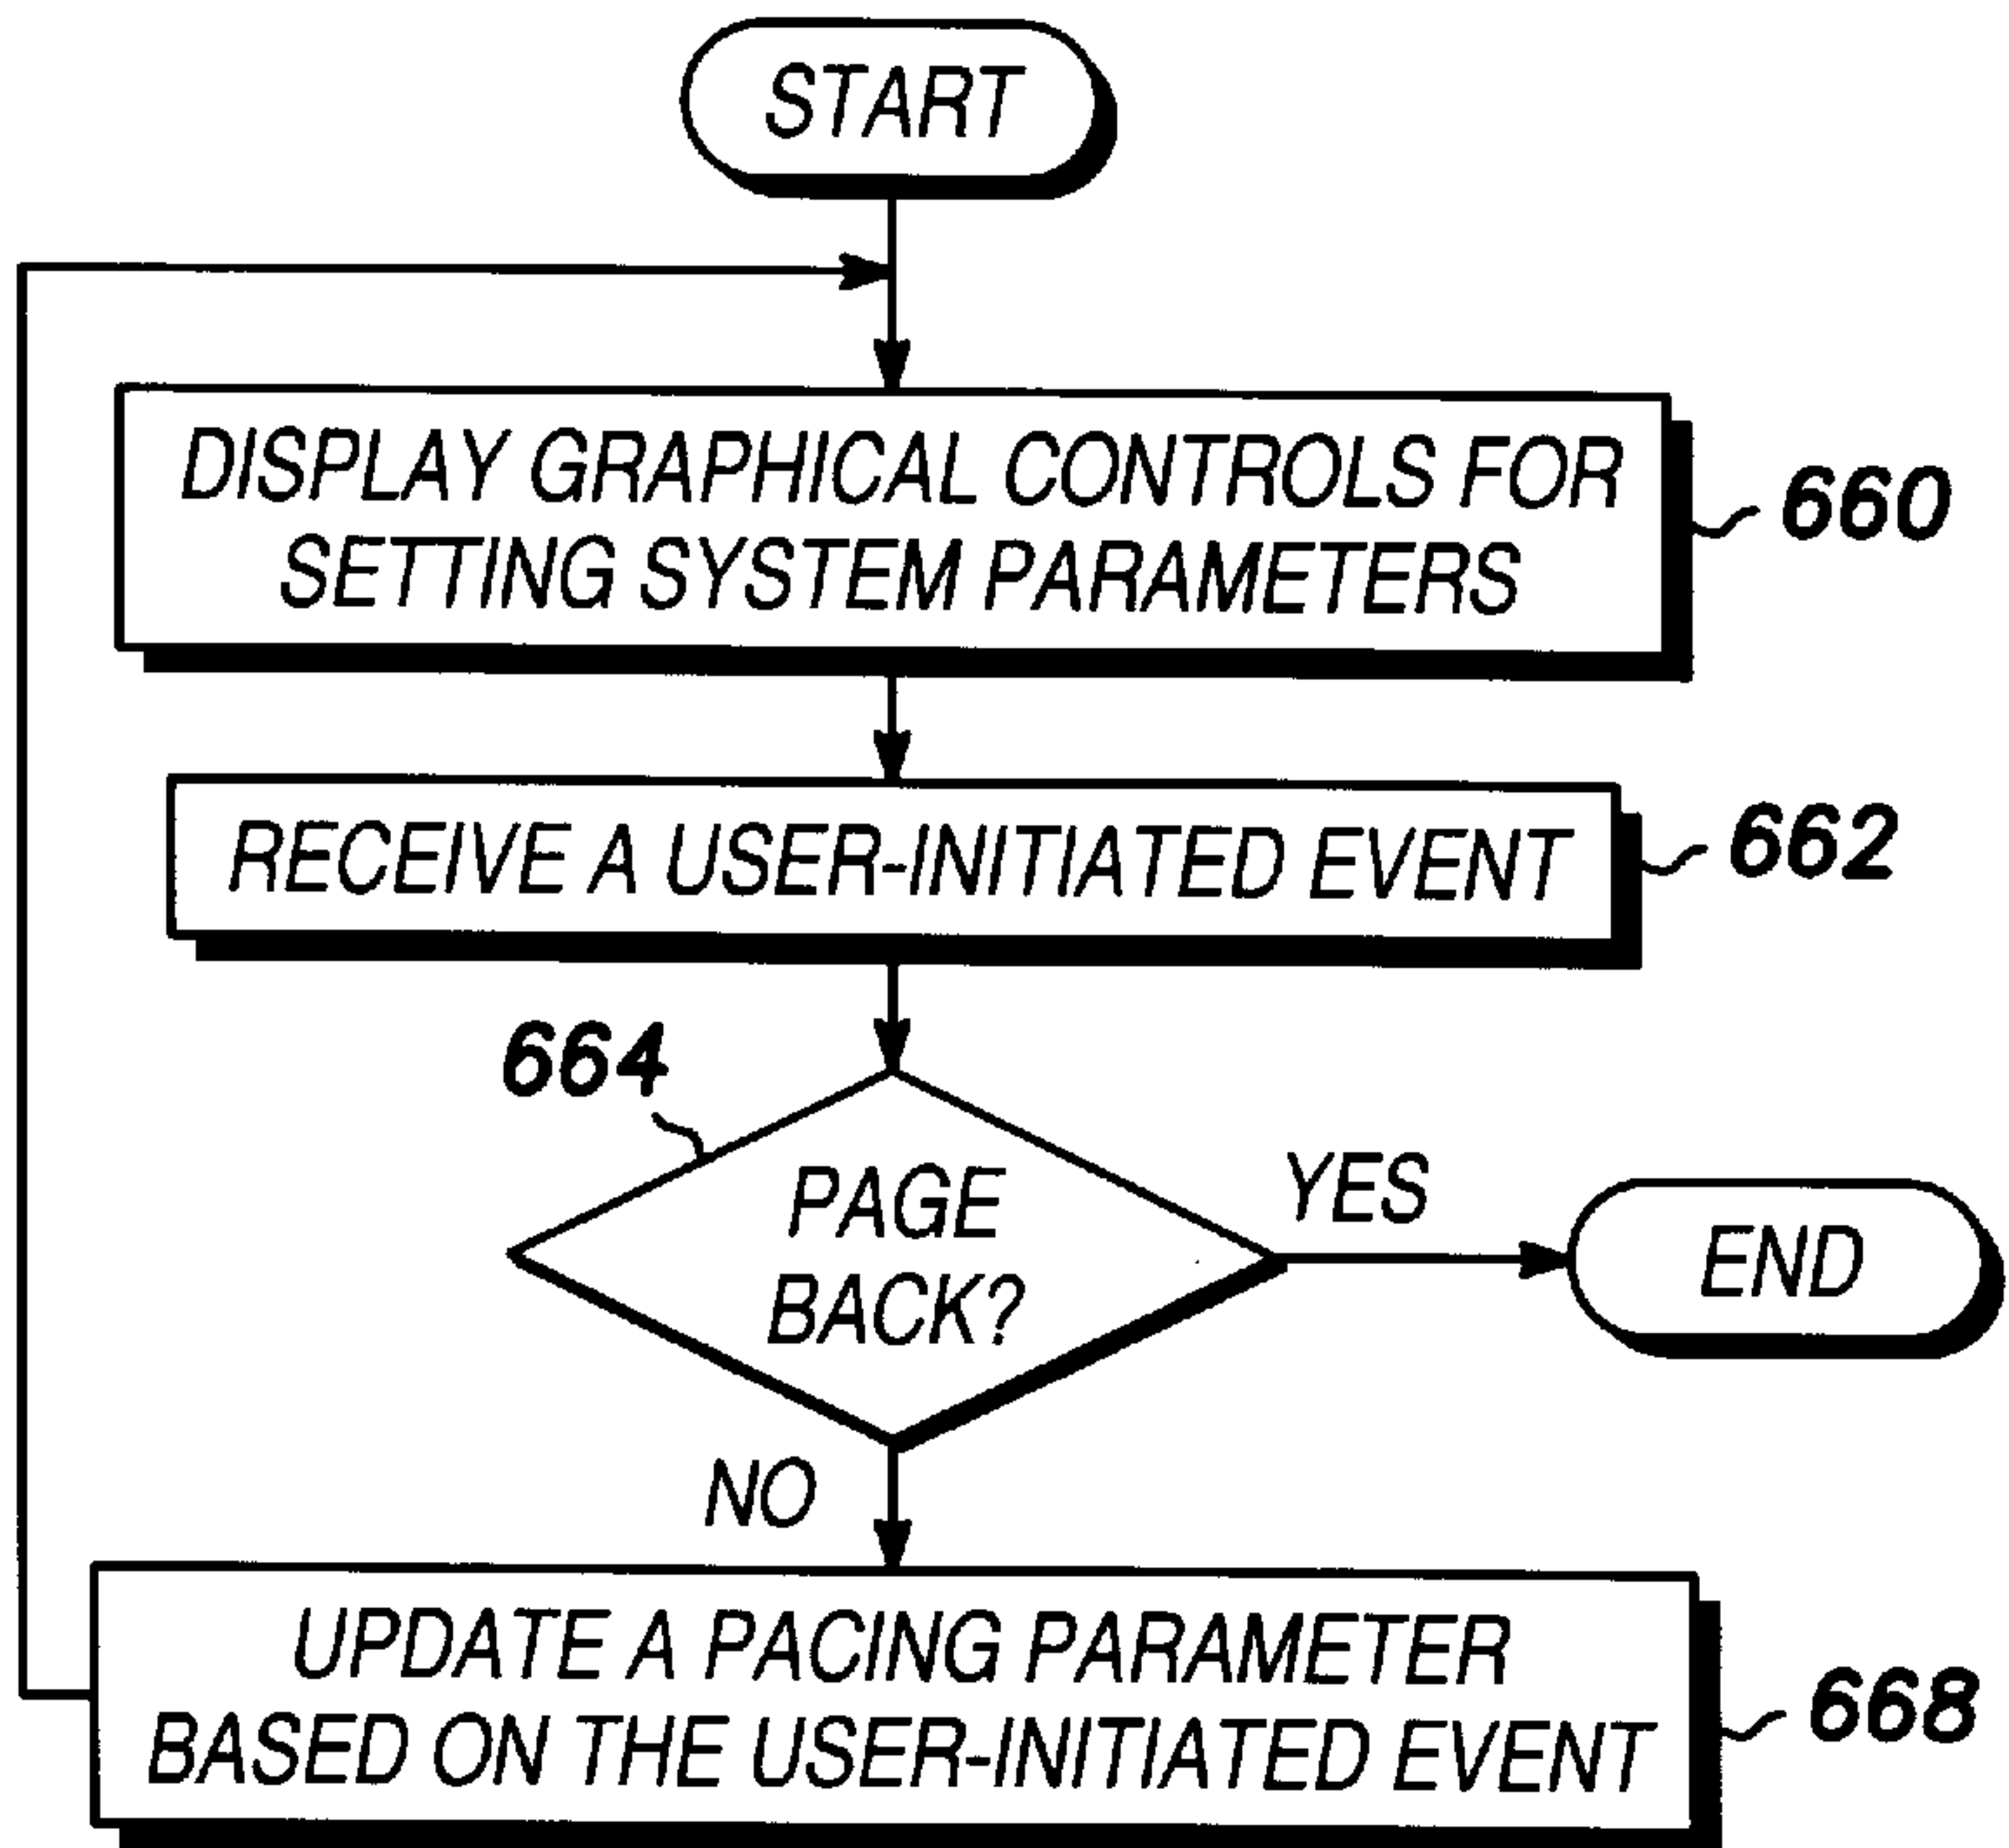 START
DISPLAY GRAPHICAL CONTROLS FOR
SETTING SYSTEM PARAMETERS
660
RECEIVE A USER-INITIATED EVENT
662
664
PAGE
BACK?
YES
END
NO
UPDATE A PACING PARAMETER
BASED ON THE USER-INITIATED EVENT
668